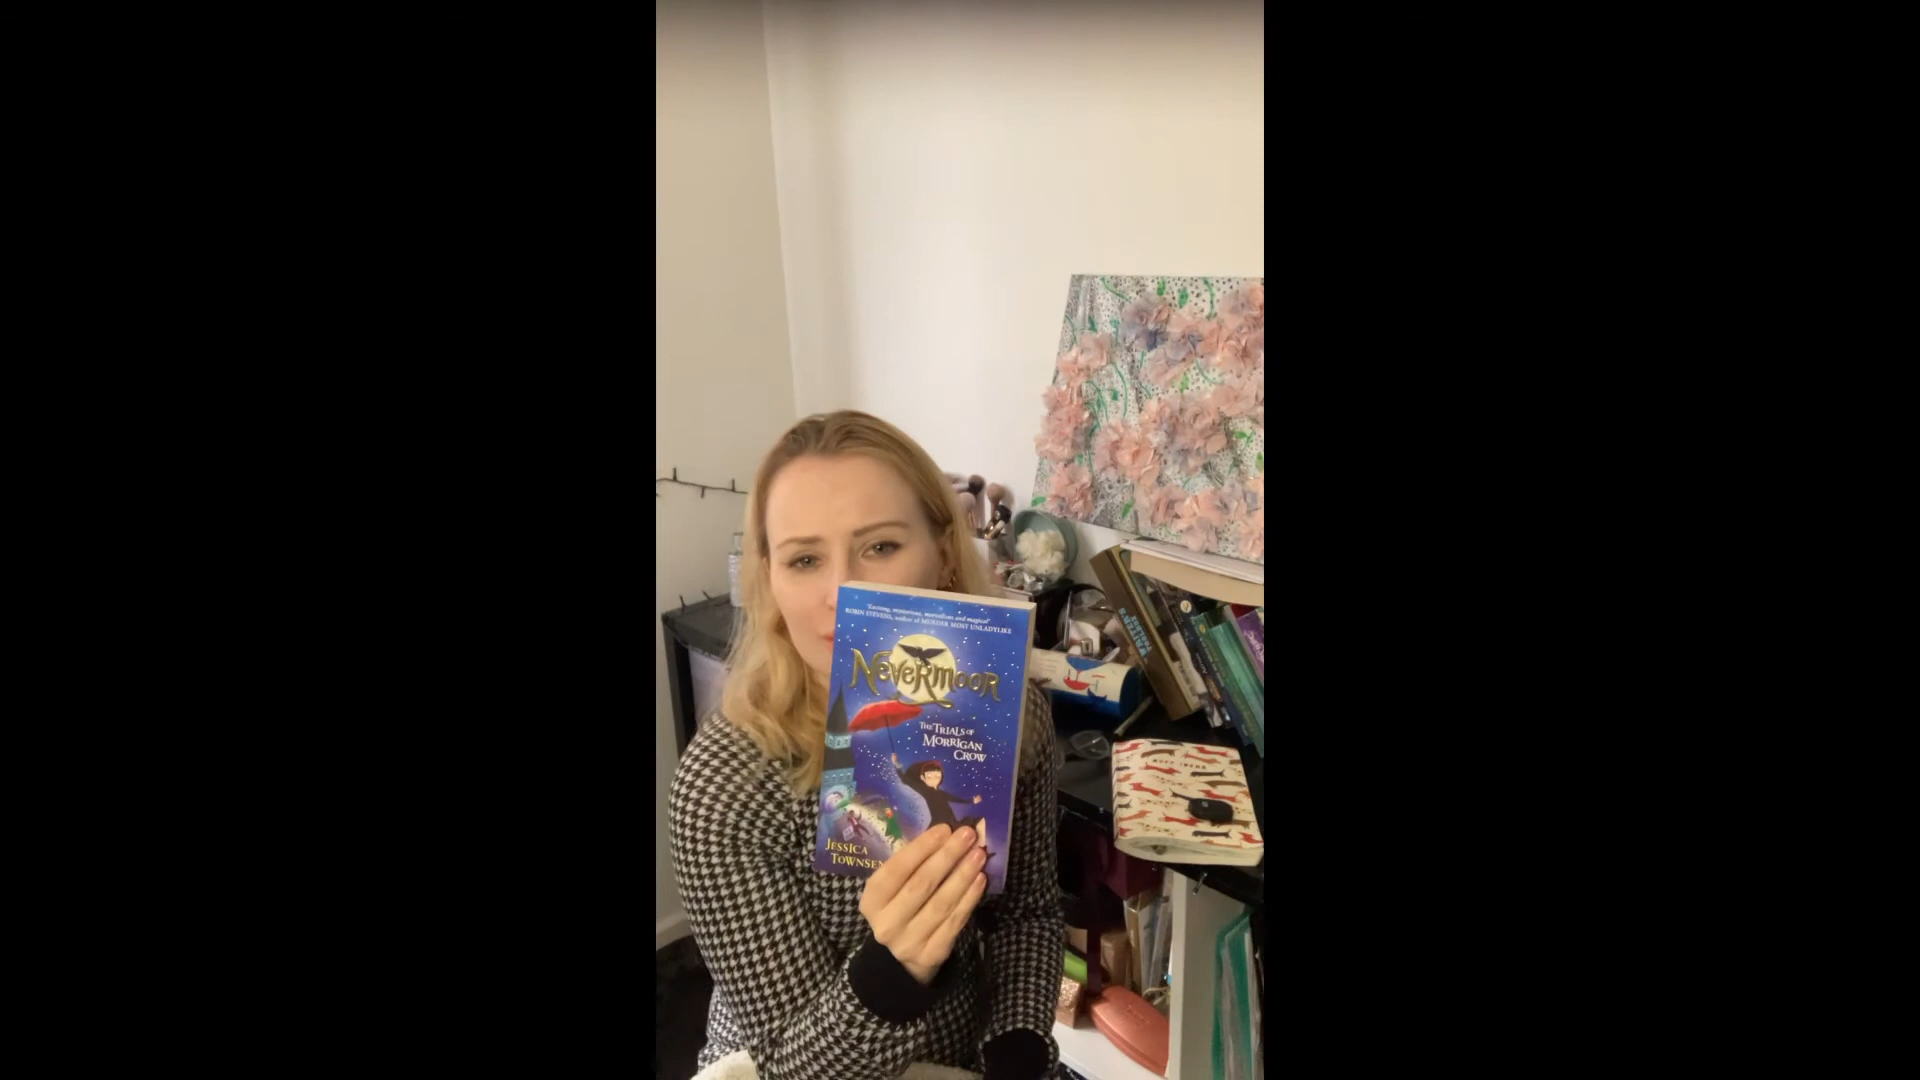 'Exciting, mysterious, marvellous and magical'
ROBIN STEVENS, author of MURDER MOST UNLADYLIKE
NEVERMOOR
THE TRIALS OF
MORRIGAN
CROW
JESSICA
TOWNSEN